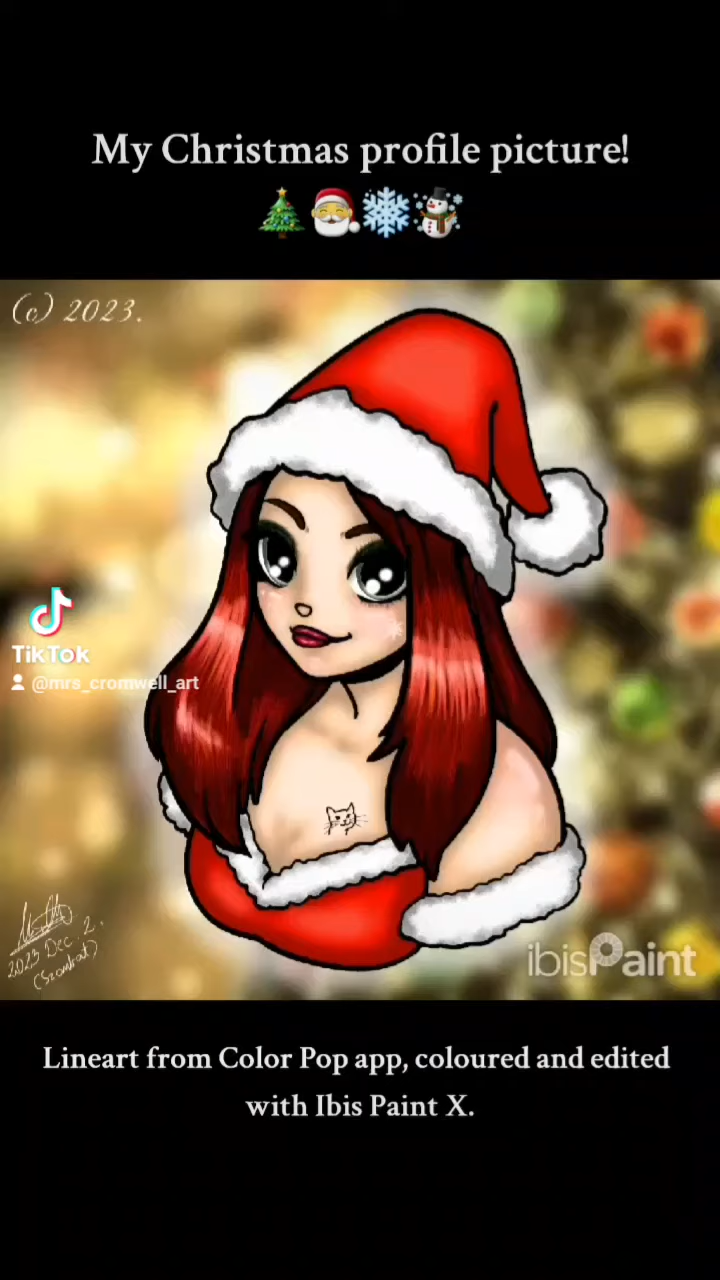 My Christmas profile picture!
🎄🎅❄️☃️
(c) 2023.
TikTok
@mrs_cromwell_art
2023 Dec. 2.
(Szombat)
ibisPaint
Lineart from Color Pop app, coloured and edited
with Ibis Paint X.